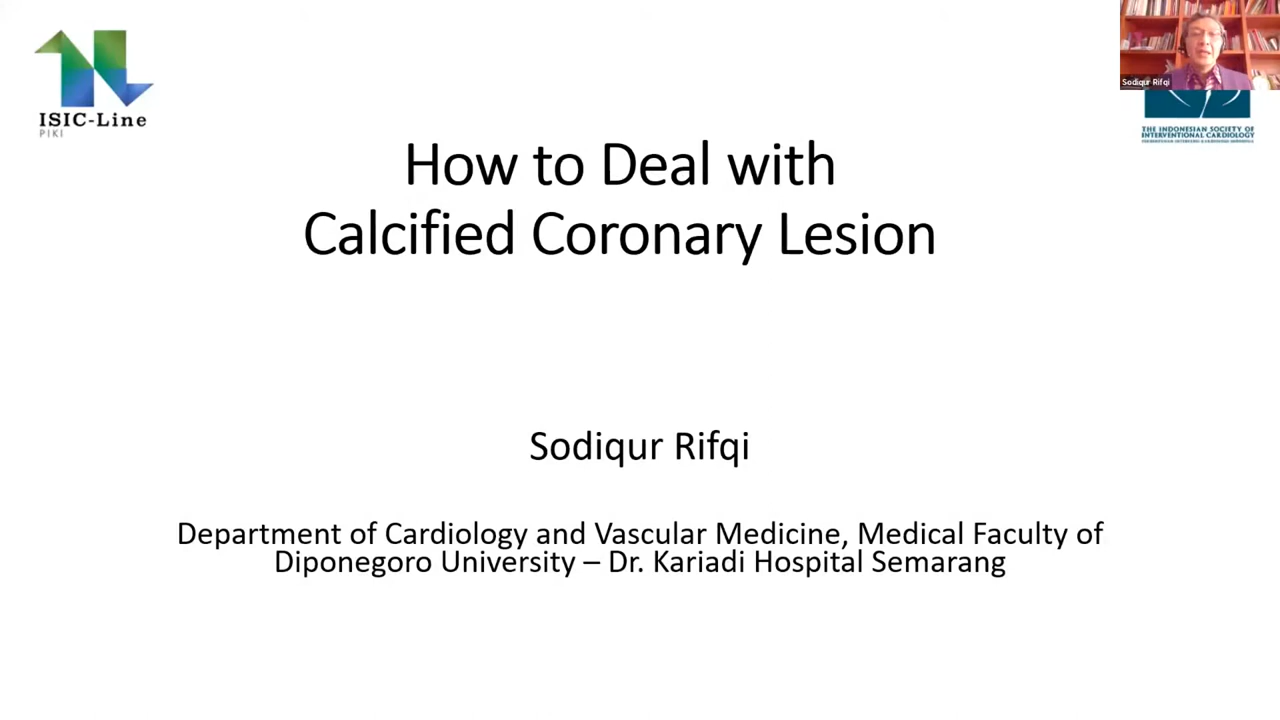 ISIC-Line
PIKI
Sodiqur Rifqi
THE INDONESIAN SOCIETY OF
INTERVENTIONAL CARDIOLOGY
How to Deal with
Calcified Coronary Lesion
Sodiqur Rifqi
Department of Cardiology and Vascular Medicine, Medical Faculty of
Diponegoro University – Dr. Kariadi Hospital Semarang